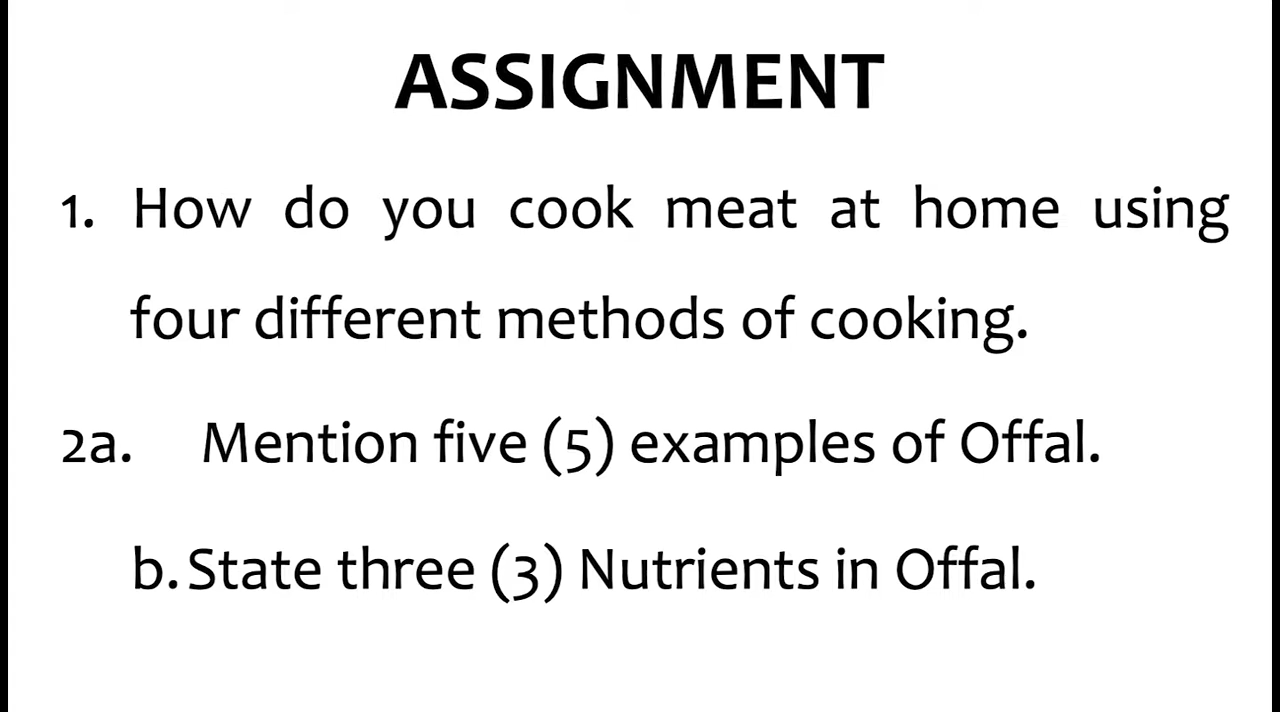 ASSIGNMENT
1. How do you cook meat at home using
four different methods of cooking.
2a. Mention five (5) examples of Offal.
b. State three (3) Nutrients in Offal.